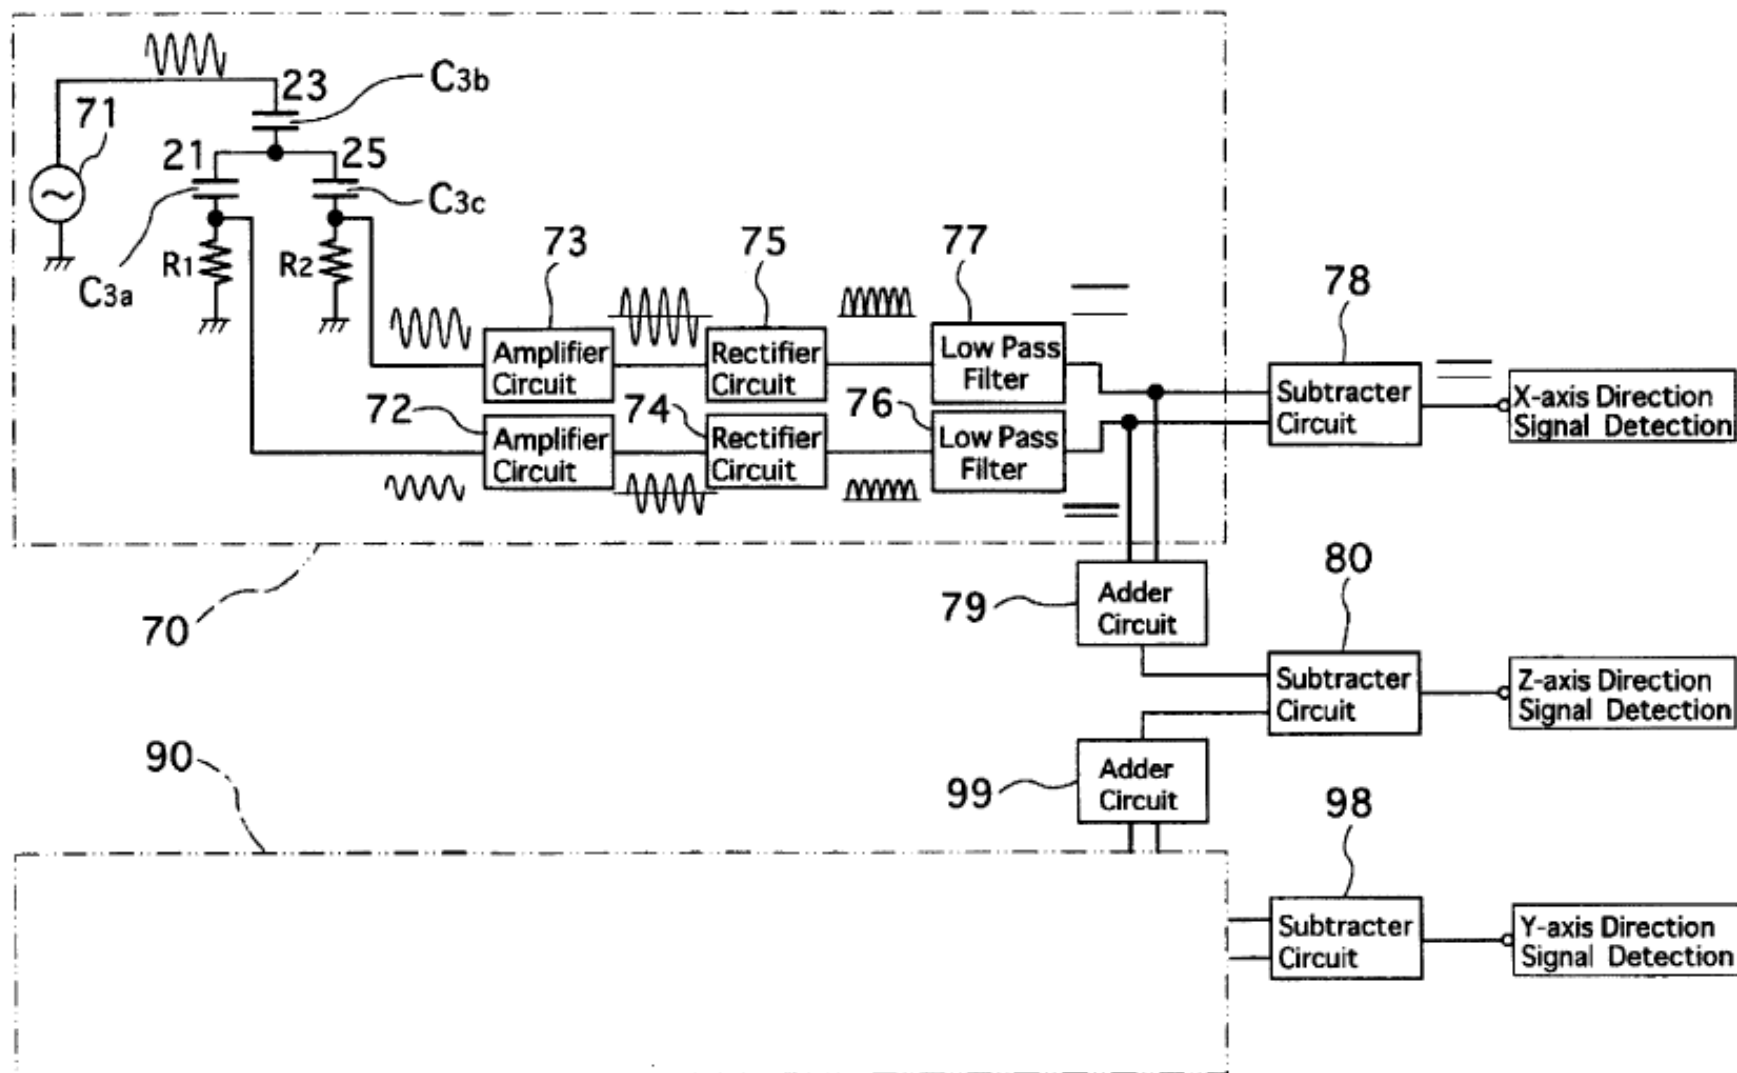 23
C3b
71
21
25
C3c
R1
R2
C3a
73
75
77
78
Amplifier
Circuit
Rectifier
Circuit
Low Pass
Filter
Subtracter
Circuit
X-axis Direction
Signal Detection
72
74
76
Amplifier
Circuit
Rectifier
Circuit
Low Pass
Filter
70
79
Adder
Circuit
80
Subtracter
Circuit
Z-axis Direction
Signal Detection
90
99
Adder
Circuit
98
Subtracter
Circuit
Y-axis Direction
Signal Detection